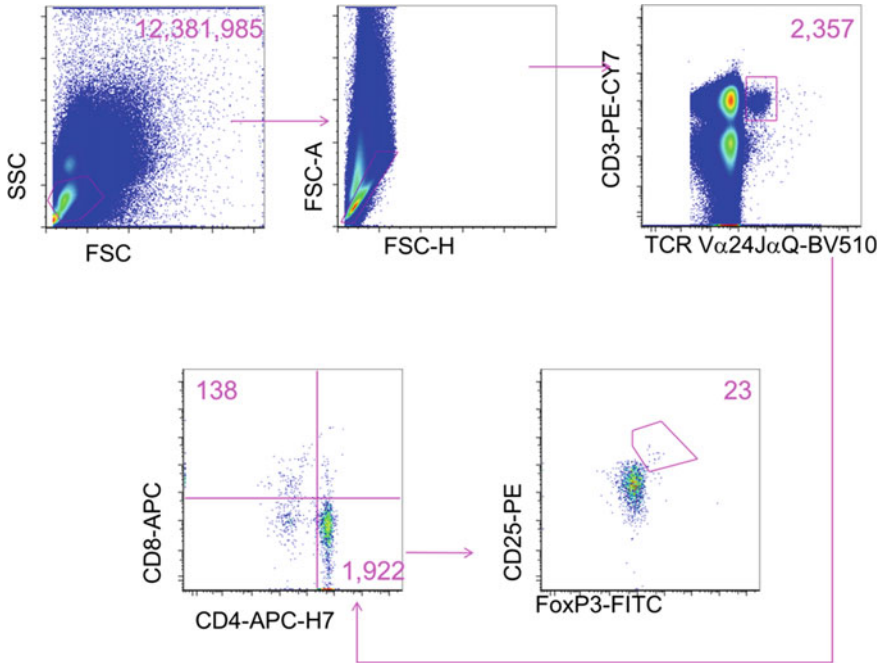 12,381,985
SSC
FSC
FSC-A
FSC-H
2,357
CD3-PE-CY7
TCR Vα24JαQ-BV510
138
1,922
CD8-APC
CD4-APC-H7
23
CD25-PE
FoxP3-FITC